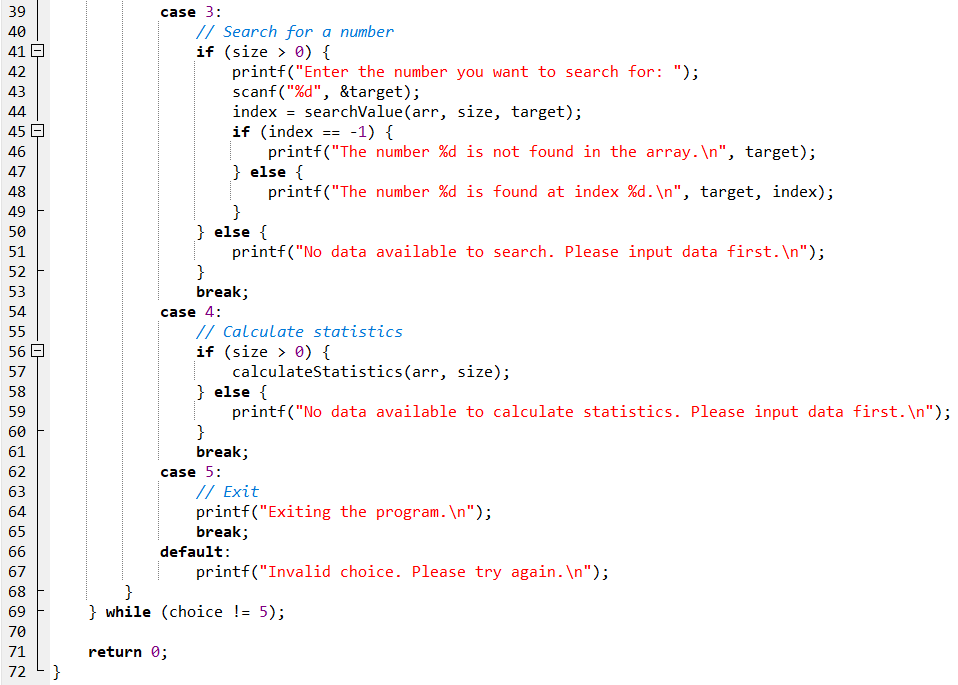 39 case 3:
40 // Search for a number
41 if (size > 0) {
42 printf("Enter the number you want to search for: ");
43 scanf("%d", &target);
44 index = searchValue(arr, size, target);
45 if (index == -1) {
46 printf("The number %d is not found in the array.\n", target);
47 } else {
48 printf("The number %d is found at index %d.\n", target, index);
49 }
50 } else {
51 printf("No data available to search. Please input data first.\n");
52 }
53 break;
54 case 4:
55 // Calculate statistics
56 if (size > 0) {
57 calculateStatistics(arr, size);
58 } else {
59 printf("No data available to calculate statistics. Please input data first.\n");
60 }
61 break;
62 case 5:
63 // Exit
64 printf("Exiting the program.\n");
65 break;
66 default:
67 printf("Invalid choice. Please try again.\n");
68 }
69 } while (choice != 5);
70
71 return 0;
72 }